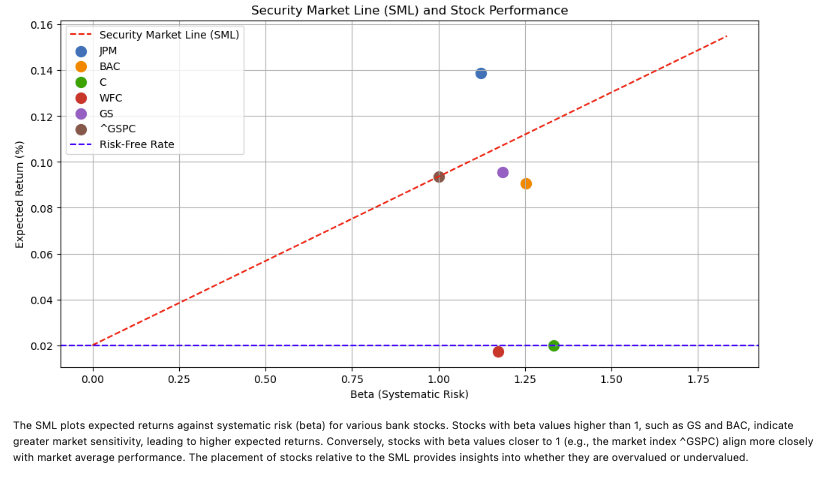 Security Market Line (SML) and Stock Performance
Security Market Line (SML)
JPM
BAC
C
WFC
GS
^GSPC
Risk-Free Rate
Expected Return (%)
0.16
0.14
0.12
0.10
0.08
0.06
0.04
0.02
0.00
0.25
0.50
0.75
1.00
1.25
1.50
1.75
Beta (Systematic Risk)
The SML plots expected returns against systematic risk (beta) for various bank stocks. Stocks with beta values higher than 1, such as GS and BAC, indicate
greater market sensitivity, leading to higher expected returns. Conversely, stocks with beta values closer to 1 (e.g., the market index ^GSPC) align more closely
with market average performance. The placement of stocks relative to the SML provides insights into whether they are overvalued or undervalued.